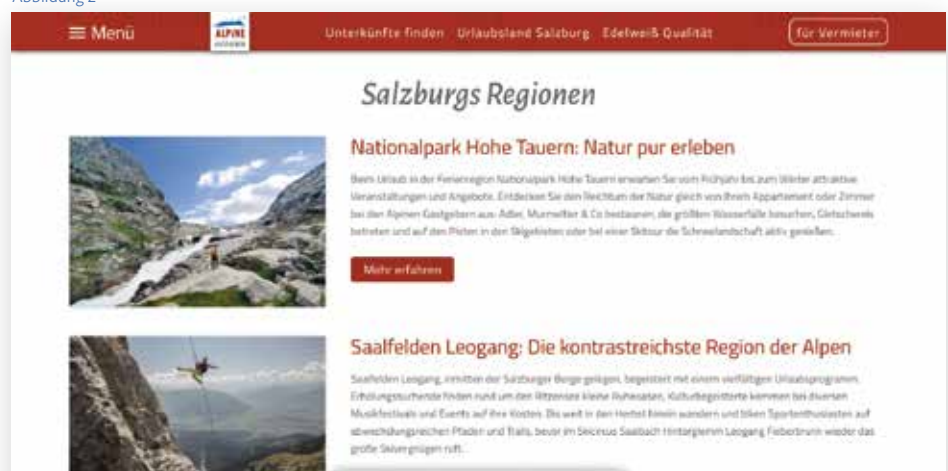 Abbildung 2
Menü
ALPINE
Unterkünfte finden Urlaubsland Salzburg Edelweiß Qualität
für Vermieter
Salzburgs Regionen
Nationalpark Hohe Tauern: Natur pur erleben
Beim Urlaub in der Ferienregion Nationalpark Hohe Tauern erwarten Sie vom Frühjahr bis zum Winter attraktive
Veranstaltungen und Angebote. Entdecken Sie den Reichtum der Natur gleich von Ihrem Appartement oder Zimmer
bei den Alpinen Gastgebern aus: Adler, Murmeltier & Co bestaunen, die größten Wasserfälle besuchen, Gletschereis
betreten und auf den Pisten in den Skigebieten oder bei einer Skitour die Schneelandschaft aktiv genießen.
Mehr erfahren
Saalfelden Leogang: Die kontrastreichste Region der Alpen
Saalfelden Leogang, inmitten der Salzburger Berge gelegen, begeistert mit einem vielfältigen Urlaubsprogramm.
Erholungsuchende finden rund um den Ritzensee kleine Ruheoasen, Kulturbegeisterte kommen bei diversen
Musikfestivals und Events auf ihre Kosten. Bis weit in den Herbst hinein wandern und biken Sportenthusiasten auf
abwechslungsreichen Pfaden und Trails, bevor im Skicircus Saalbach Hinterglemm Leogang Fieberbrunn wieder das
große Skivergnügen ruft...